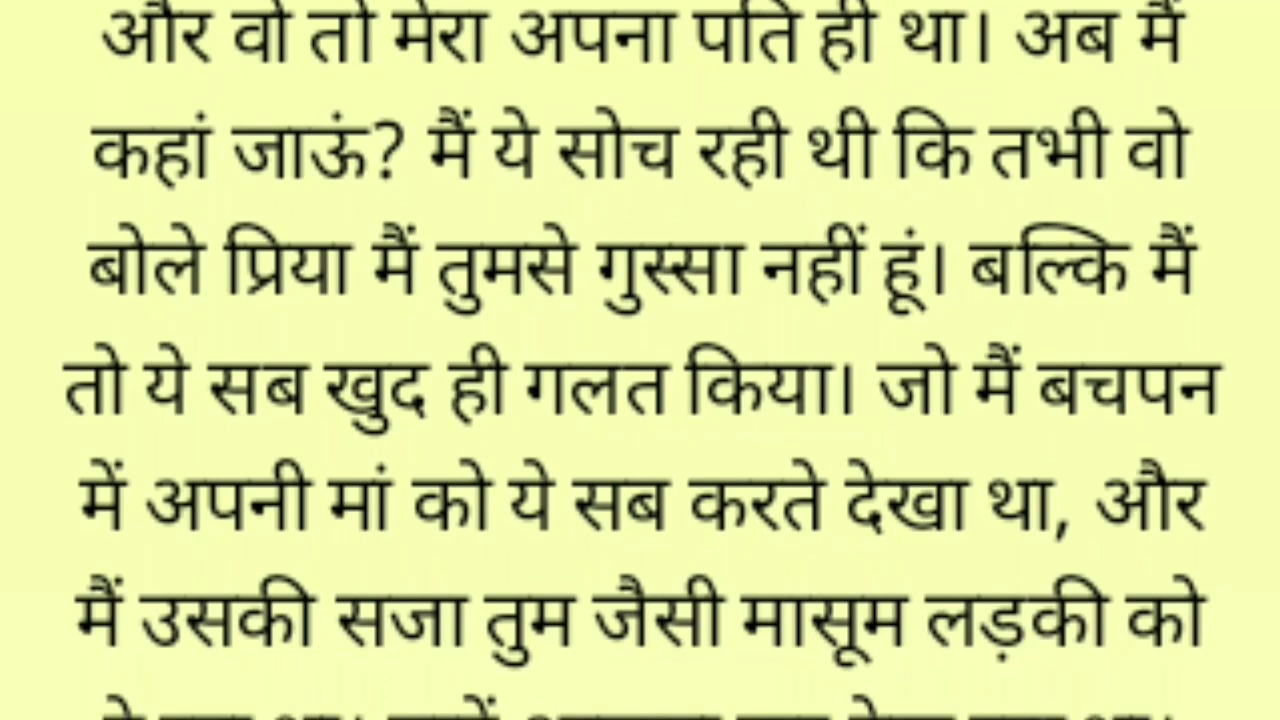 और वो तो मेरा अपना पति ही था। अब मैं
कहां जाऊं? मैं ये सोच रही थी कि तभी वो
बोले प्रिया मैं तुमसे गुस्सा नहीं हूं। बल्कि मैं
तो ये सब खुद ही गलत किया। जो मैं बचपन
में अपनी मां को ये सब करते देखा था, और
मैं उसकी सजा तुम जैसी मासूम लड़की को